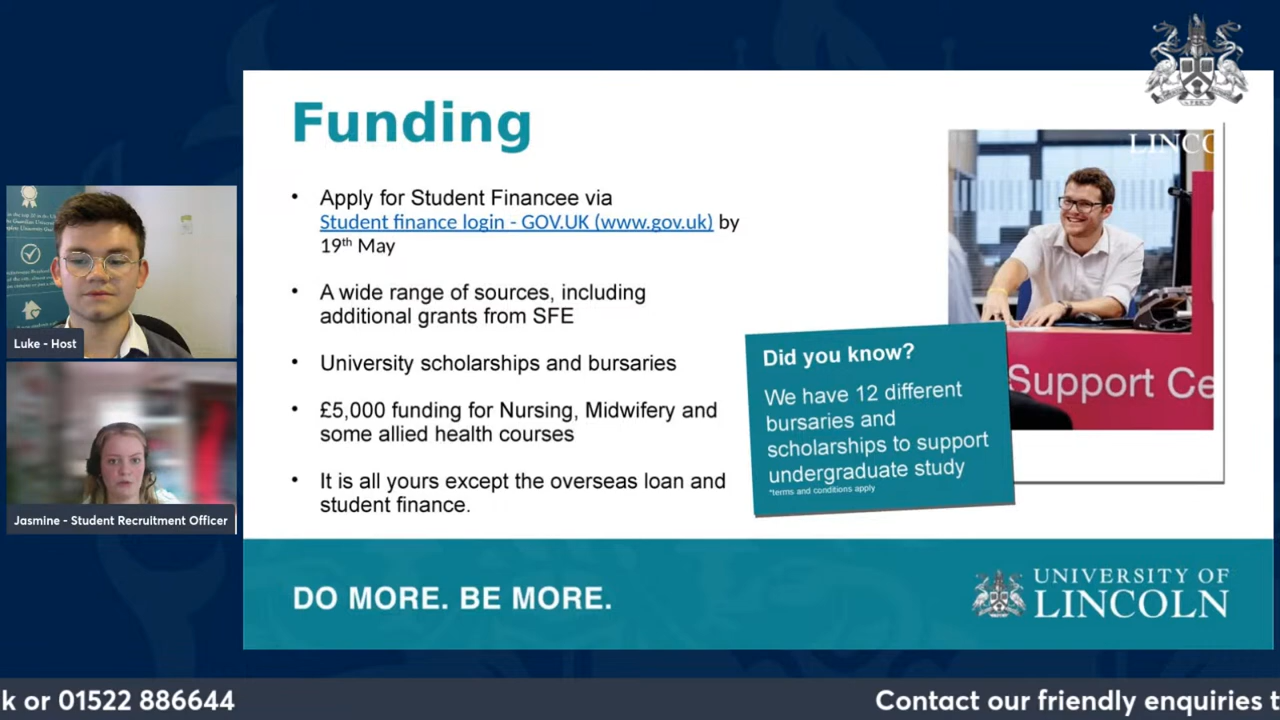 LINCO
Funding
• Apply for Student Financee via
Student finance login - GOV.UK (www.gov.uk) by
19th May
• A wide range of sources, including
additional grants from SFE
• University scholarships and bursaries
• £5,000 funding for Nursing, Midwifery and
some allied health courses
• It is all yours except the overseas loan and
student finance.
Did you know?
We have 12 different
bursaries and
scholarships to support
undergraduate study
*terms and conditions apply
Support Ce
Luke - Host
Jasmine - Student Recruitment Officer
DO MORE. BE MORE.
UNIVERSITY OF
LINCOLN
k or 01522 886644
Contact our friendly enquiries t